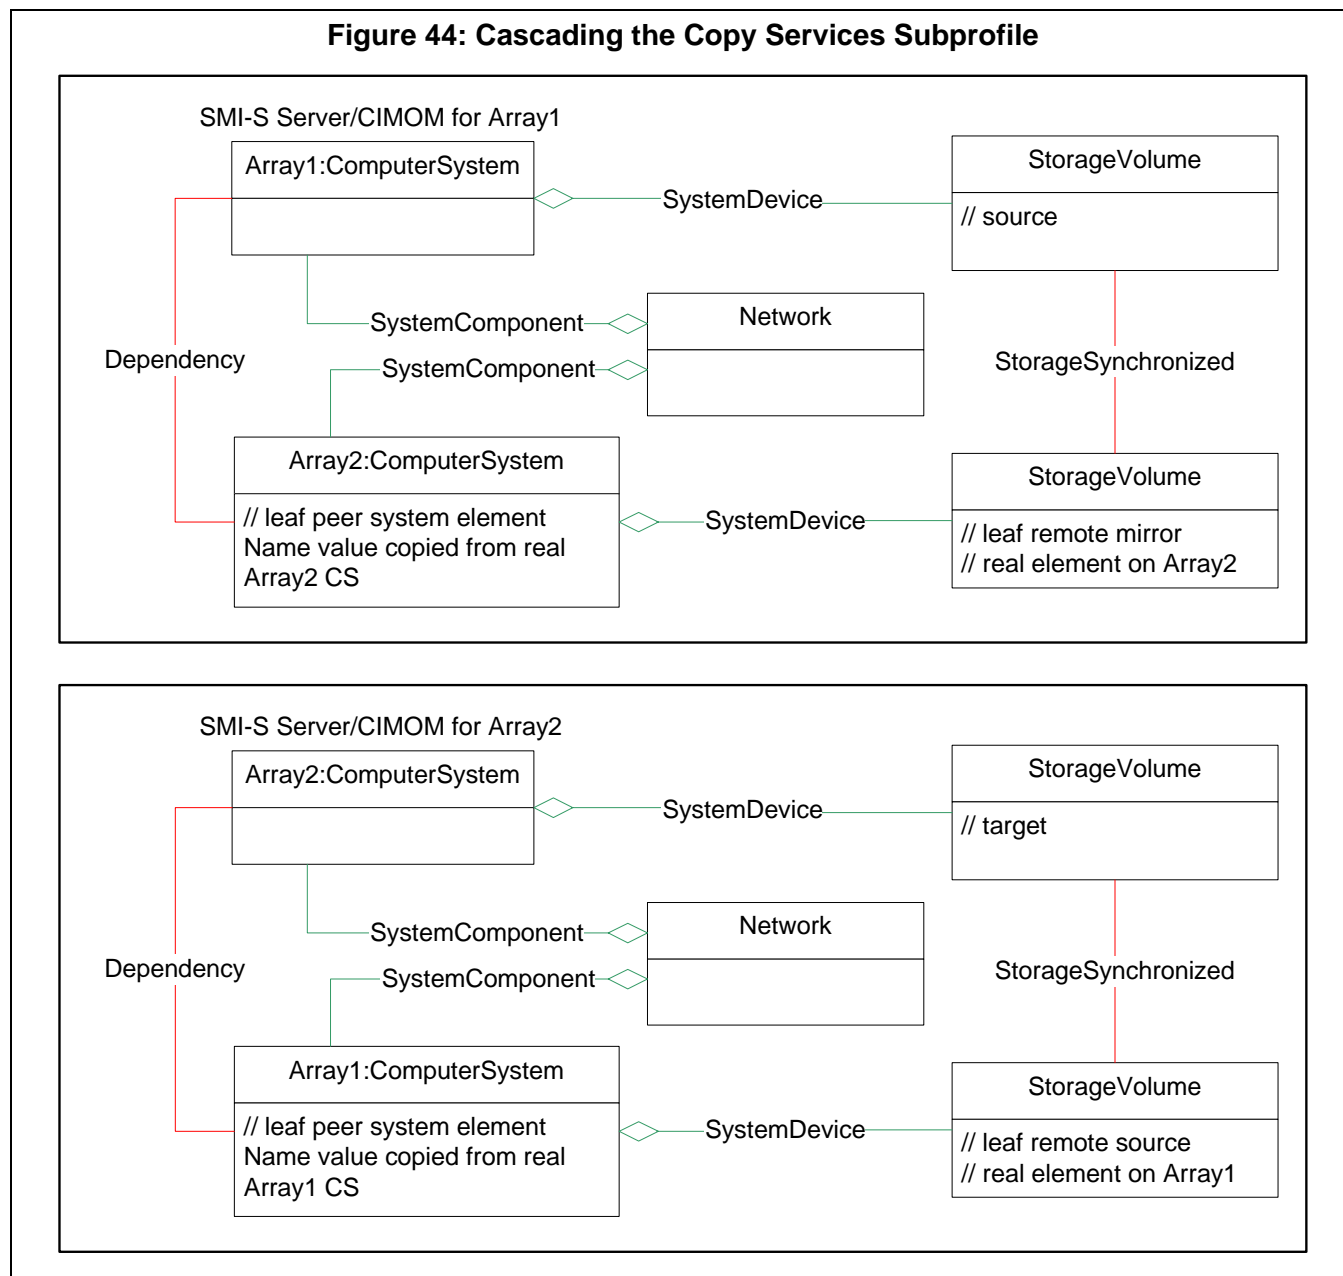 Figure 44: Cascading the Copy Services Subprofile
SMI-S Server/CIMOM for Array1
Array1:ComputerSystem
SystemDevice
StorageVolume
// source
SystemComponent
Network
Dependency
SystemComponent
StorageSynchronized
Array2:ComputerSystem
// leaf peer system element
Name value copied from real
Array2 CS
SystemDevice
StorageVolume
// leaf remote mirror
// real element on Array2
SMI-S Server/CIMOM for Array2
Array2:ComputerSystem
SystemDevice
StorageVolume
// target
SystemComponent
Network
Dependency
SystemComponent
StorageSynchronized
Array1:ComputerSystem
// leaf peer system element
Name value copied from real
Array1 CS
SystemDevice
StorageVolume
// leaf remote source
// real element on Array1